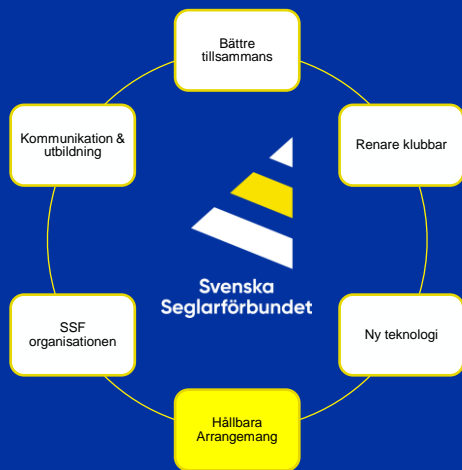 Bättre
tillsammans
Kommunikation &
utbildning
Renare klubbar
Svenska
Seglarförbundet
SSF
organisationen
Ny teknologi
Hållbara
Arrangemang